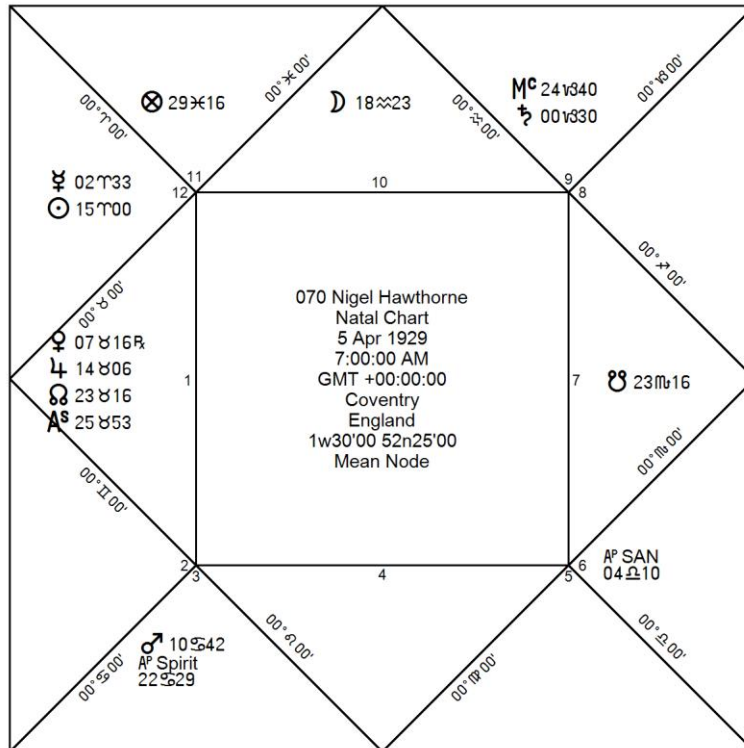 ⊗ 29♓16
☽ 18♒23
Mc 24♑40
♄ 00♑30
00°♈00'
00°♓00'
00°♒00'
00°♑00'
11
12
10
9
8
☿ 02♈33
☉ 15♈00
00°♉00'
00°♐00'
♀ 07♉16℞
♃ 14♉06
☊ 23♉16
As 25♉53
1
070 Nigel Hawthorne
Natal Chart
5 Apr 1929
7:00:00 AM
GMT +00:00:00
Coventry
England
1w30'00 52n25'00
Mean Node
7
☋ 23♏16
00°♊00'
00°♏00'
2
3
4
5
6
AP SAN
04♎10
♂ 10♋42
AP Spirit
22♋29
00°♋00'
00°♌00'
00°♍00'
00°♎00'